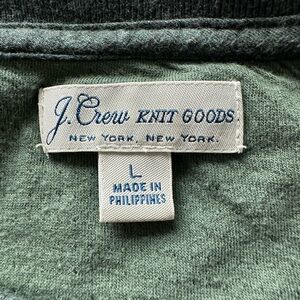 J. Crew KNIT GOODS
NEW YORK, NEW YORK.
L
MADE IN
PHILIPPINES